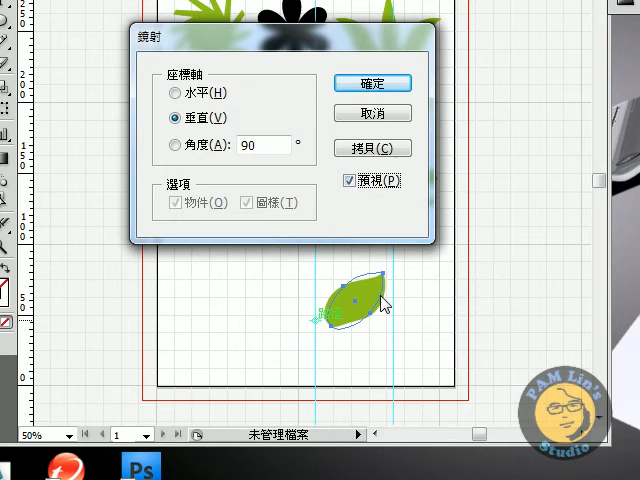 鏡射
座標軸
水平(H)
垂直(V)
角度(A): 90 °
選項
物件(O) 圖樣(T)
確定
取消
拷貝(C)
預視(P)
50% 1 未管理檔案
PAM Lin's
Studio
Ps